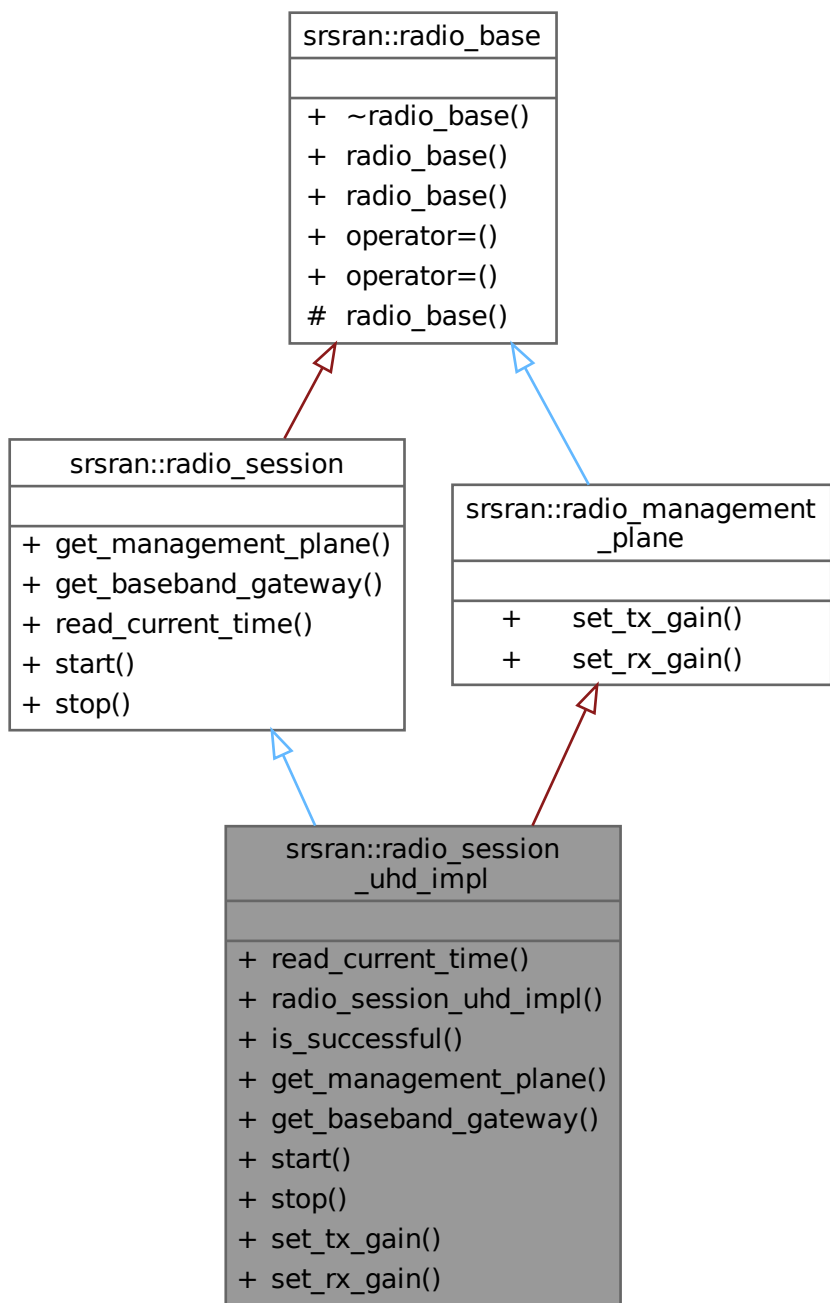 srsran::radio_base
+ ~radio_base()
+ radio_base()
+ radio_base()
+ operator=()
+ operator=()
# radio_base()
srsran::radio_session
+ get_management_plane()
+ get_baseband_gateway()
+ read_current_time()
+ start()
+ stop()
srsran::radio_management
_plane
+ set_tx_gain()
+ set_rx_gain()
srsran::radio_session
_uhd_impl
+ read_current_time()
+ radio_session_uhd_impl()
+ is_successful()
+ get_management_plane()
+ get_baseband_gateway()
+ start()
+ stop()
+ set_tx_gain()
+ set_rx_gain()